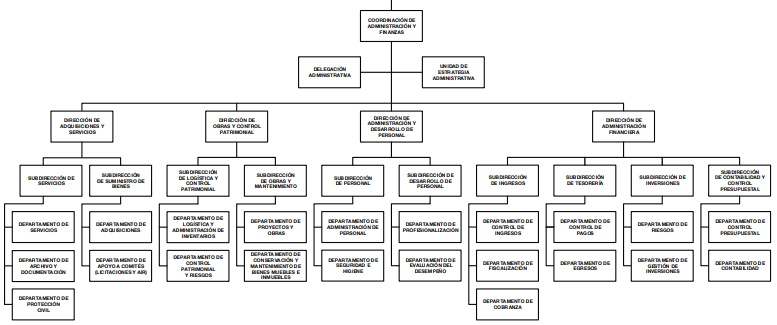 COORDINACIÓN DE
ADMINISTRACIÓN Y
FINANZAS
DELEGACIÓN
ADMINISTRATIVA
UNIDAD DE
ESTRATEGIA
ADMINISTRATIVA
DIRECCIÓN DE
ADQUISICIONES Y
SERVICIOS
DIRECCIÓN DE
OBRAS Y CONTROL
PATRIMONIAL
DIRECCIÓN DE
ADMINISTRACIÓN Y
DESARROLLO DE
PERSONAL
DIRECCIÓN DE
ADMINISTRACIÓN
FINANCIERA
SUBDIRECCIÓN DE
SERVICIOS
SUBDIRECCIÓN
DE SUMINISTRO DE
BIENES
SUBDIRECCIÓN
DE LOGÍSTICA Y
CONTROL
PATRIMONIAL
SUBDIRECCIÓN
DE OBRAS Y
MANTENIMIENTO
SUBDIRECCIÓN
DE PERSONAL
SUBDIRECCIÓN DE
DESARROLLO DE
PERSONAL
SUBDIRECCIÓN
DE INGRESOS
SUBDIRECCIÓN
DE TESORERÍA
SUBDIRECCIÓN DE
INVERSIONES
SUBDIRECCIÓN
DE CONTABILIDAD Y
CONTROL
PRESUPUESTAL
DEPARTAMENTO DE
SERVICIOS
DEPARTAMENTO DE
ADQUISICIONES
DEPARTAMENTO DE
LOGÍSTICA Y
ADMINISTRACIÓN DE
INVENTARIOS
DEPARTAMENTO DE
PROYECTOS Y
OBRAS
DEPARTAMENTO DE
ADMINISTRACIÓN DE
PERSONAL
DEPARTAMENTO DE
PROFESIONALIZACIÓN
DEPARTAMENTO DE
CONTROL DE
INGRESOS
DEPARTAMENTO DE
CONTROL DE
PAGOS
DEPARTAMENTO DE
RIESGOS
DEPARTAMENTO DE
CONTROL
PRESUPUESTAL
DEPARTAMENTO DE
ARCHIVO Y
DOCUMENTACIÓN
DEPARTAMENTO DE
APOYO A COMITÉS
(LICITACIONES Y AIR)
DEPARTAMENTO DE
CONTROL
PATRIMONIAL
Y RIESGOS
DEPARTAMENTO DE
CONSERVACIÓN Y
MANTENIMIENTO DE
BIENES MUEBLES E
INMUEBLES
DEPARTAMENTO DE
SEGURIDAD E
HIGIENE
DEPARTAMENTO DE
EVALUACIÓN DEL
DESEMPEÑO
DEPARTAMENTO DE
FISCALIZACIÓN
DEPARTAMENTO DE
EGRESOS
DEPARTAMENTO DE
GESTIÓN DE
INVERSIONES
DEPARTAMENTO DE
CONTABILIDAD
DEPARTAMENTO DE
PROTECCIÓN
CIVIL
DEPARTAMENTO DE
COBRANZA